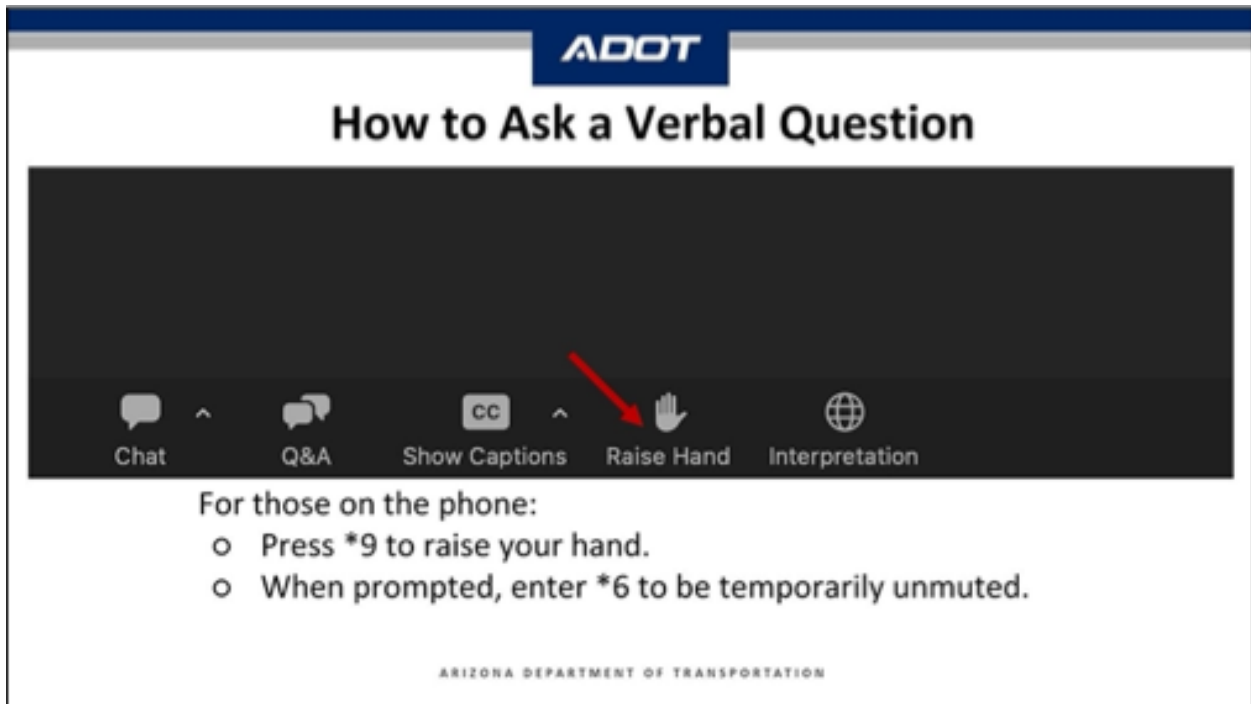 ADOT
How to Ask a Verbal Question
CC
Chat Q&A Show Captions Raise Hand Interpretation
For those on the phone:
o Press *9 to raise your hand.
o When prompted, enter *6 to be temporarily unmuted.
ARIZONA DEPARTMENT OF TRANSPORTATION